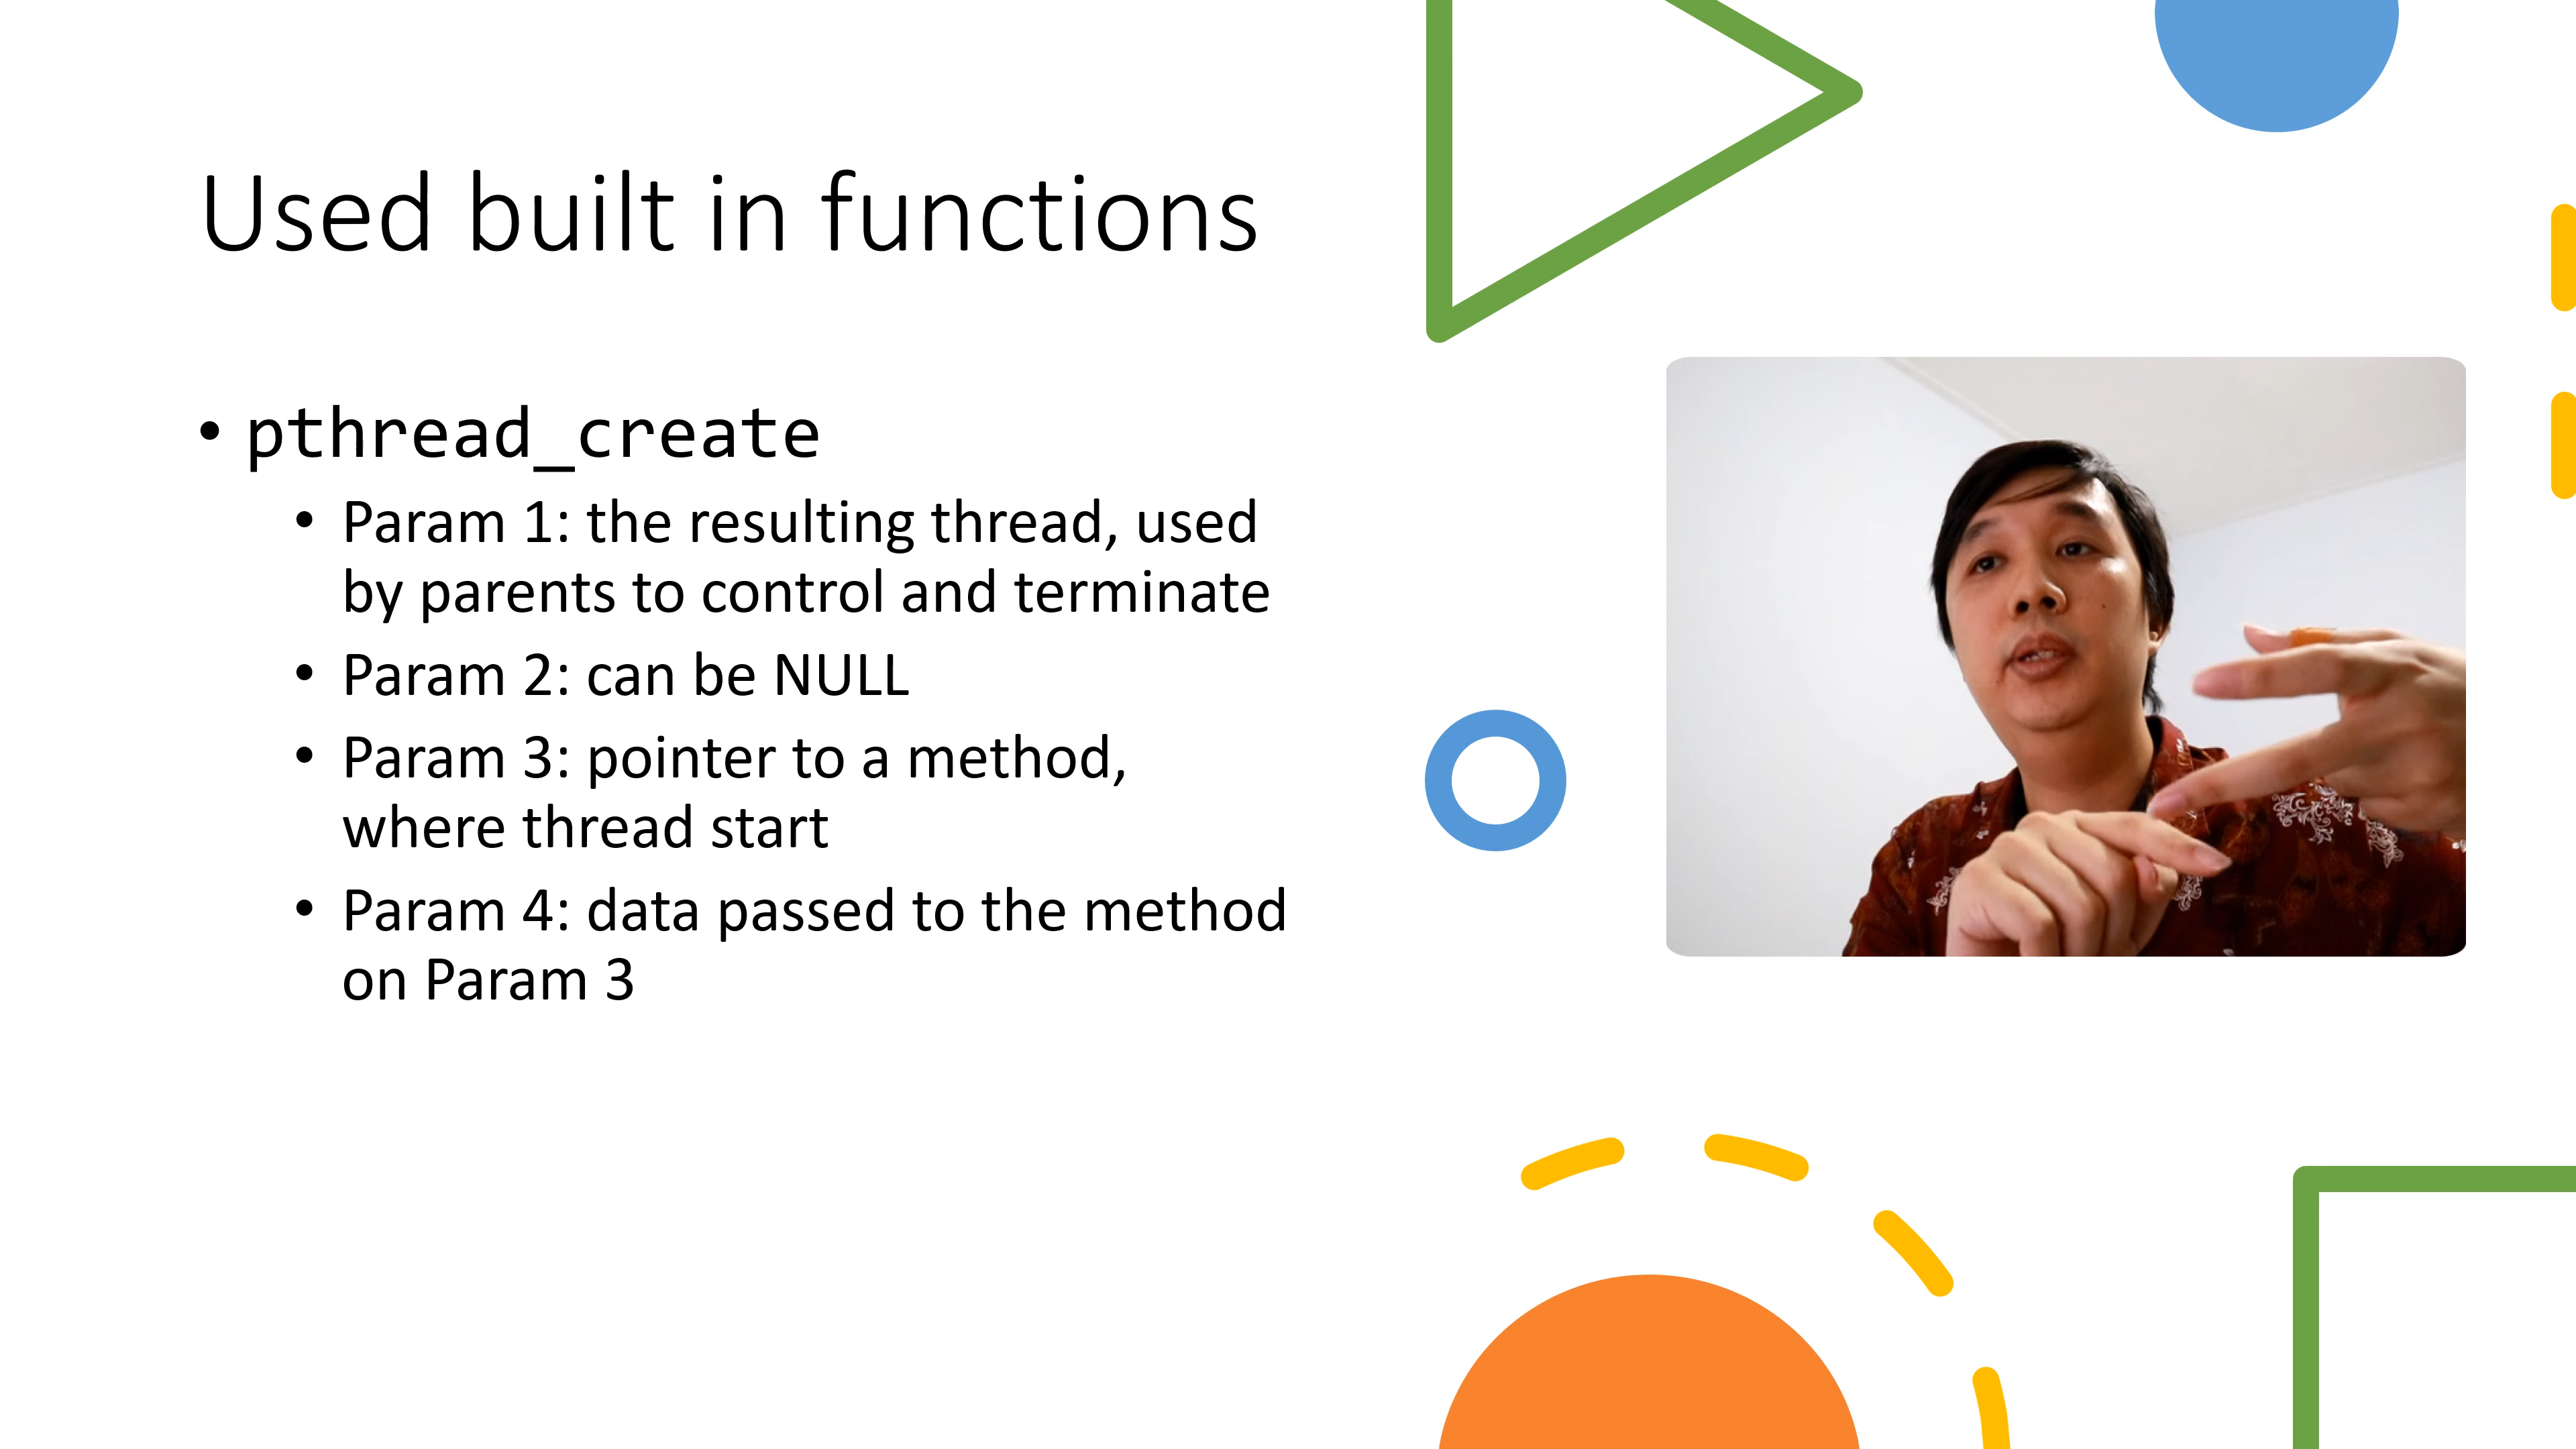 Used built in functions
• pthread_create
• Param 1: the resulting thread, used
by parents to control and terminate
• Param 2: can be NULL
• Param 3: pointer to a method,
where thread start
• Param 4: data passed to the method
on Param 3